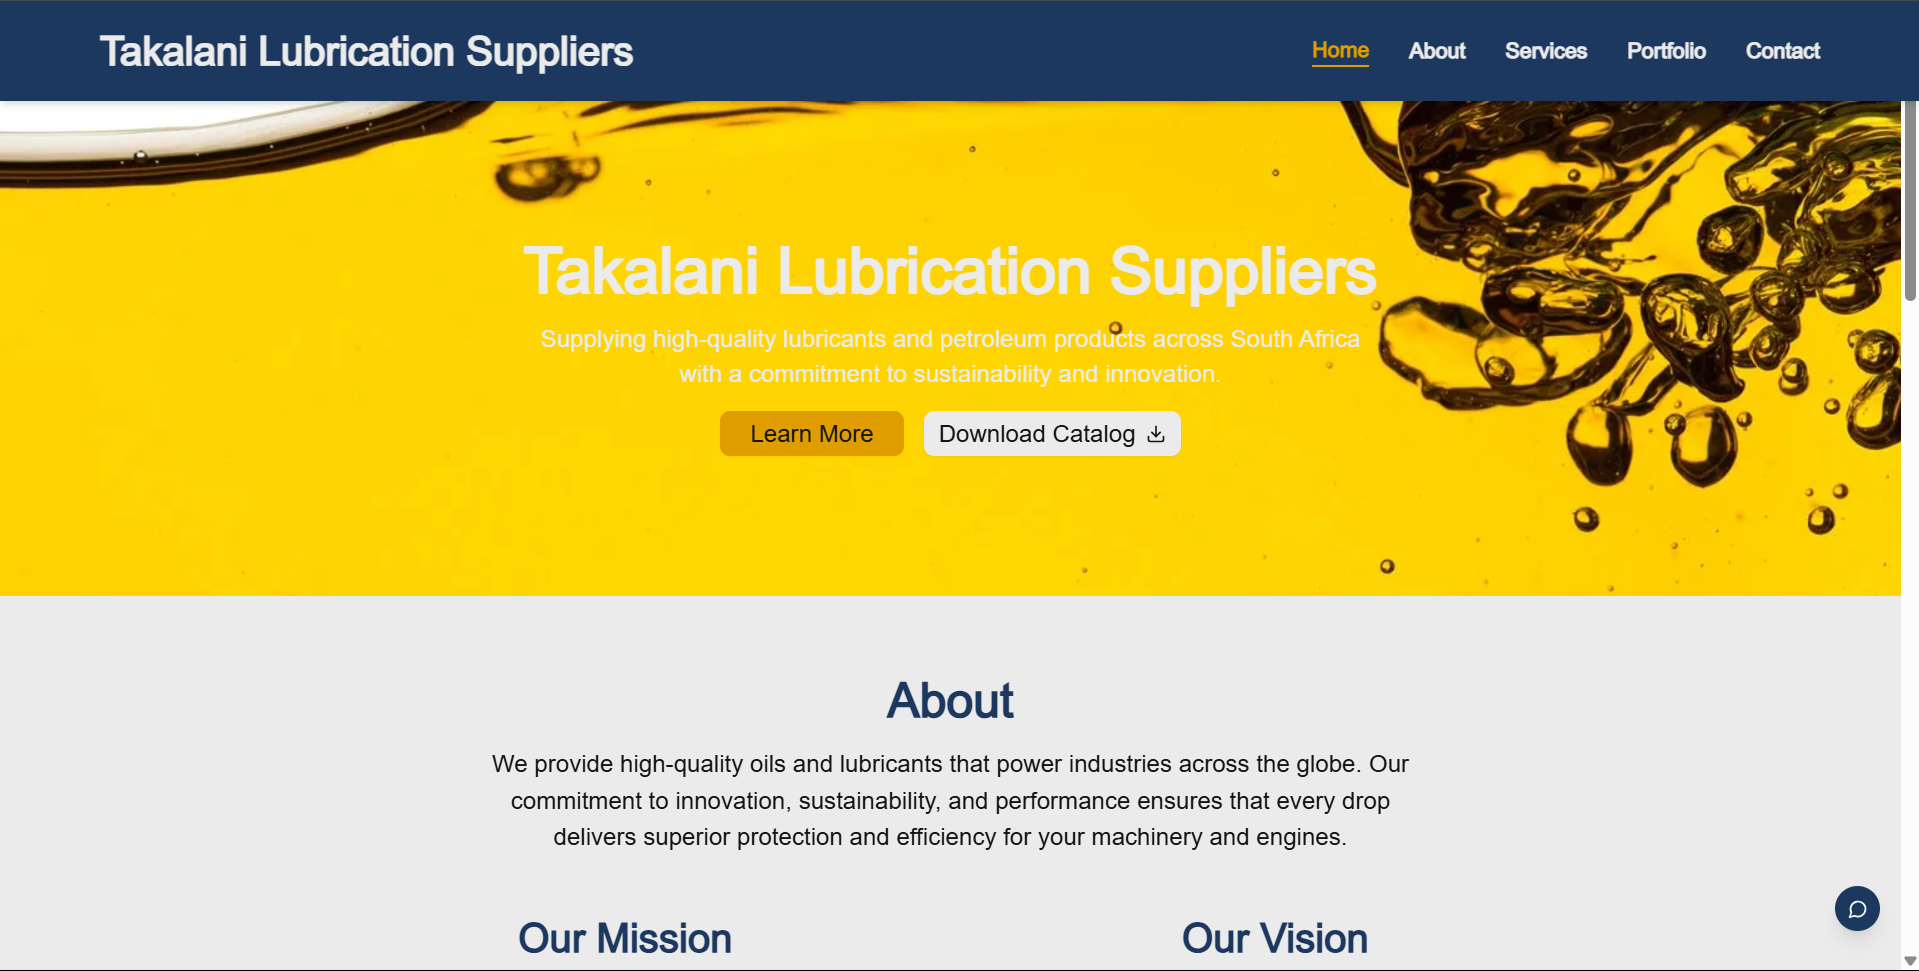 Takalani Lubrication Suppliers
Home About Services Portfolio Contact
Takalani Lubrication Suppliers
Supplying high-quality lubricants and petroleum products across South Africa
with a commitment to sustainability and innovation.
Learn More
Download Catalog
About
We provide high-quality oils and lubricants that power industries across the globe. Our
commitment to innovation, sustainability, and performance ensures that every drop
delivers superior protection and efficiency for your machinery and engines.
Our Mission
Our Vision